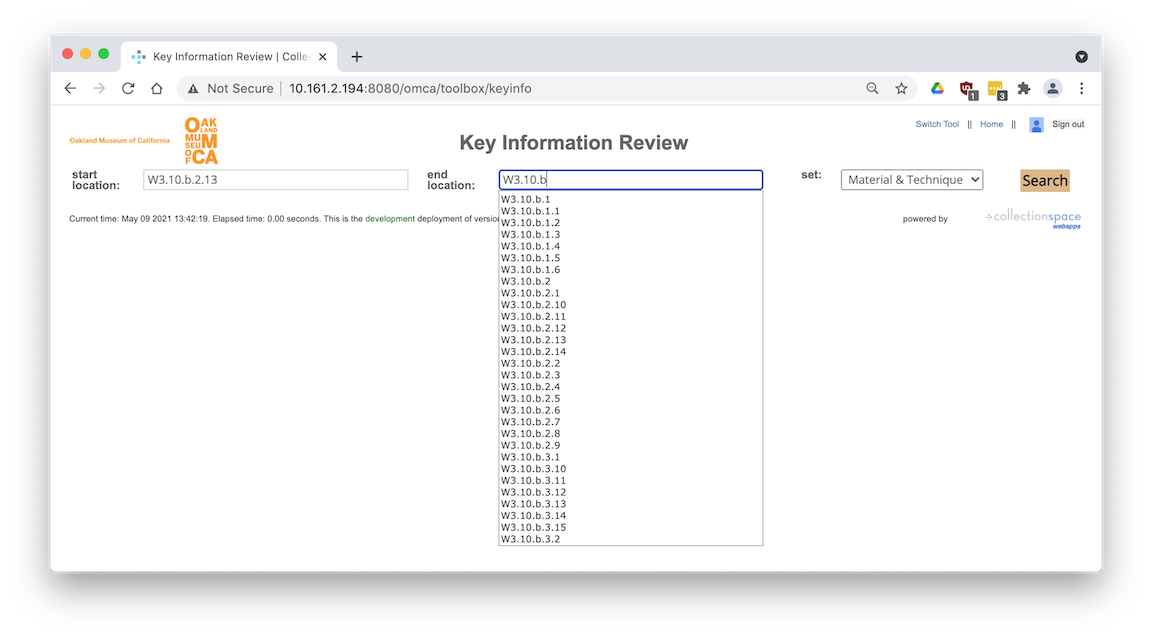 Key Information Review | Colle
Not Secure | 10.161.2.194:8080/omca/toolbox/keyinfo
1
3
Switch Tool || Home || Sign out
Oakland Museum of California
OAK
LAND
MUM
SEU
OF CA
Key Information Review
start location:
W3.10.b.2.13
end location:
W3.10.b
set:
Material & Technique
Search
Current time: May 09 2021 13:42:19. Elapsed time: 0.00 seconds. This is the development deployment of versio
powered by
collectionspace
webapps
W3.10.b.1
W3.10.b.1.1
W3.10.b.1.2
W3.10.b.1.3
W3.10.b.1.4
W3.10.b.1.5
W3.10.b.1.6
W3.10.b.2
W3.10.b.2.1
W3.10.b.2.10
W3.10.b.2.11
W3.10.b.2.12
W3.10.b.2.13
W3.10.b.2.14
W3.10.b.2.2
W3.10.b.2.3
W3.10.b.2.4
W3.10.b.2.5
W3.10.b.2.6
W3.10.b.2.7
W3.10.b.2.8
W3.10.b.2.9
W3.10.b.3.1
W3.10.b.3.10
W3.10.b.3.11
W3.10.b.3.12
W3.10.b.3.13
W3.10.b.3.14
W3.10.b.3.15
W3.10.b.3.2